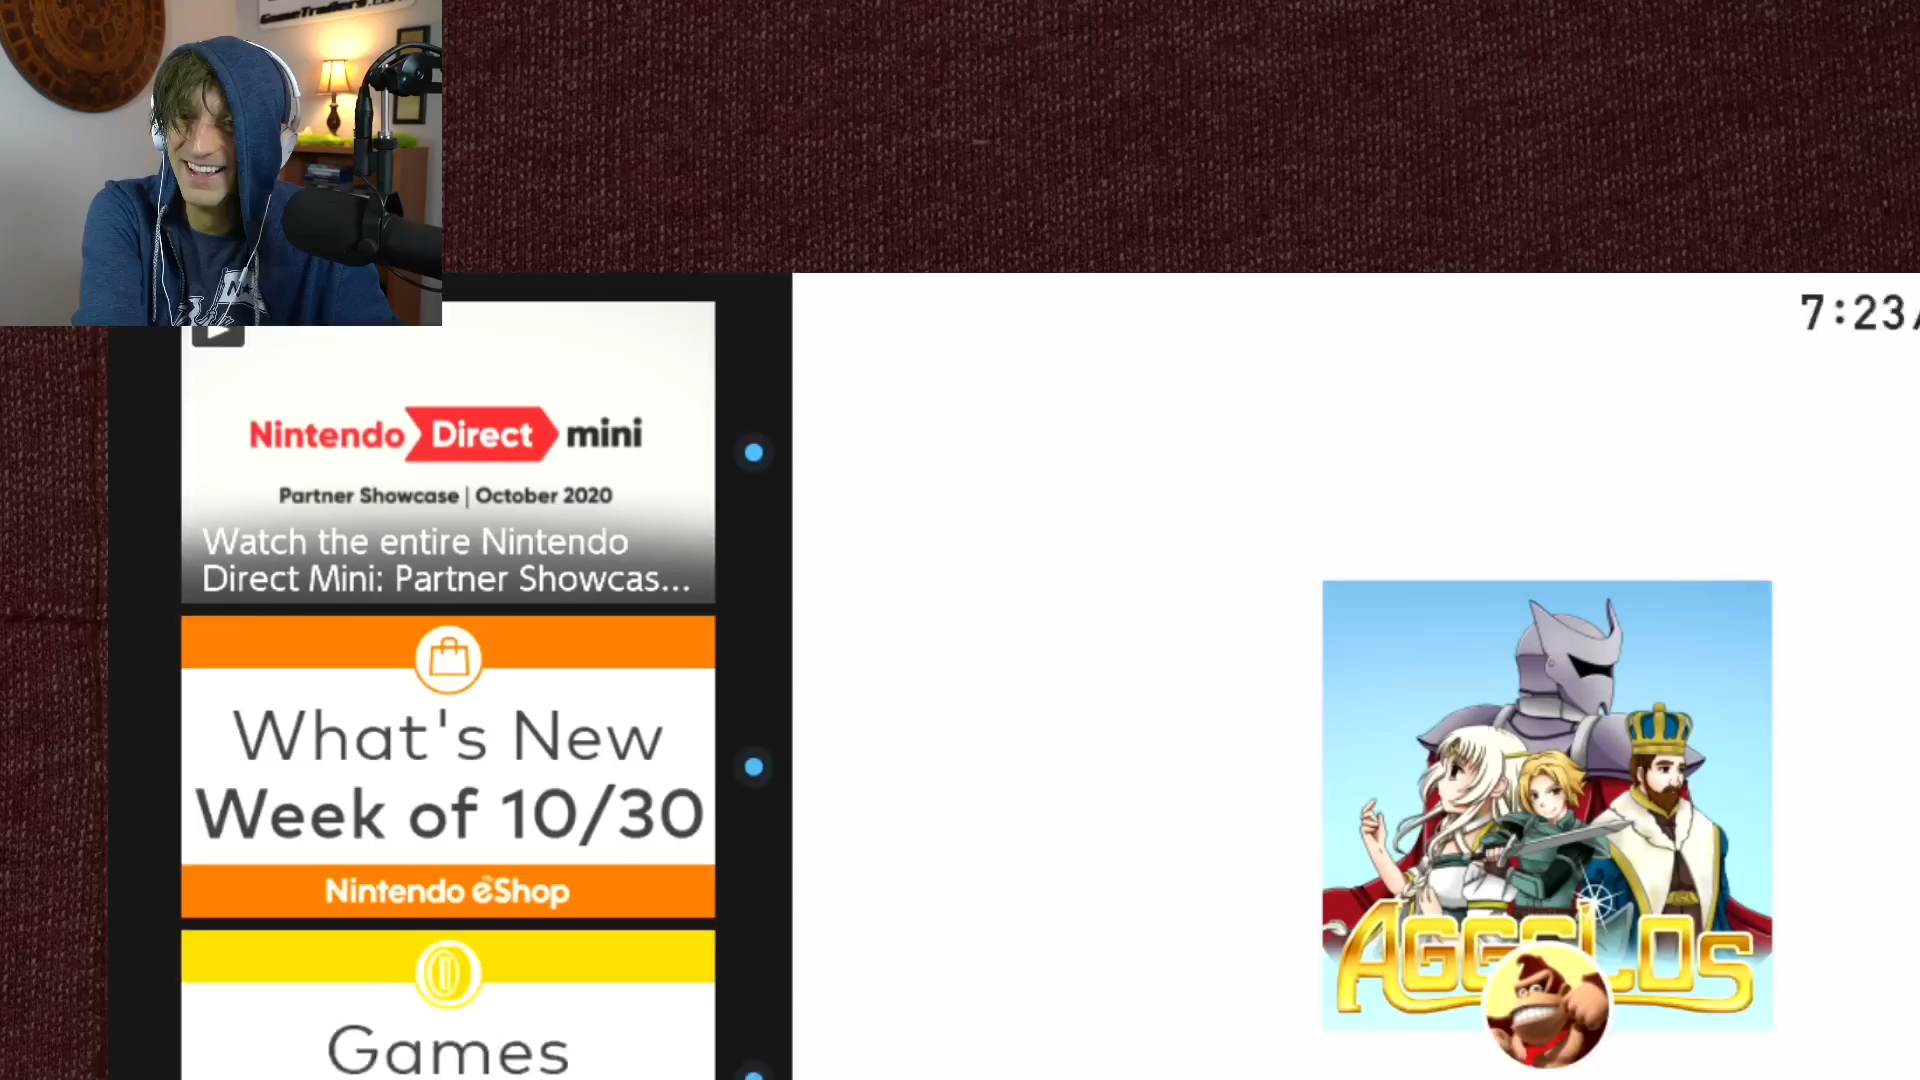 7:23
Nintendo Direct mini
Partner Showcase | October 2020
Watch the entire Nintendo
Direct Mini: Partner Showcas...
What's New
Week of 10/30
Nintendo eShop
Games